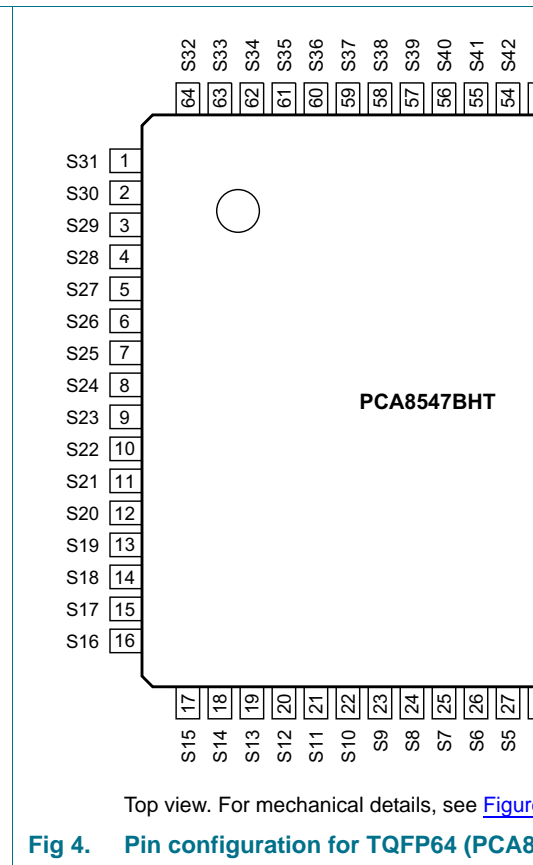 S32 S33 S34 S35 S36 S37 S38 S39 S40 S41 S42
64 63 62 61 60 59 58 57 56 55 54
S31 1
S30 2
S29 3
S28 4
S27 5
S26 6
S25 7
S24 8
PCA8547BHT
S23 9
S22 10
S21 11
S20 12
S19 13
S18 14
S17 15
S16 16
17 18 19 20 21 22 23 24 25 26 27
S15 S14 S13 S12 S11 S10 S9 S8 S7 S6 S5
Top view. For mechanical details, see Figure
Fig 4. Pin configuration for TQFP64 (PCA8